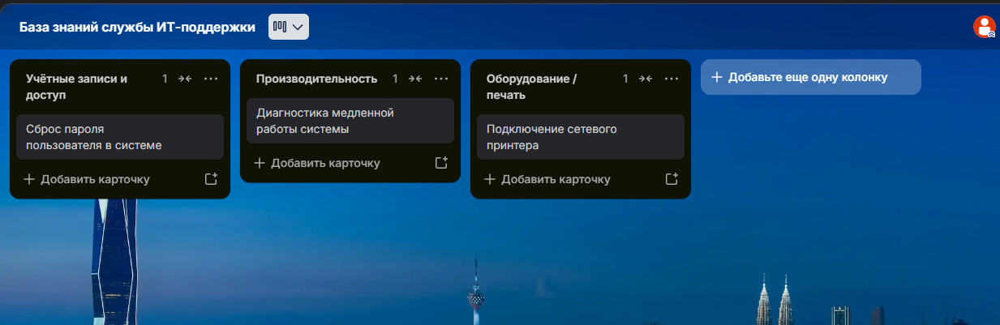 База знаний службы ИТ-поддержки
Учётные записи и
доступ
1
Сброс пароля
пользователя в системе
Добавить карточку
Производительность
1
Диагностика медленной
работы системы
Добавить карточку
Оборудование /
печать
1
Подключение сетевого
принтера
Добавить карточку
Добавьте еще одну колонку